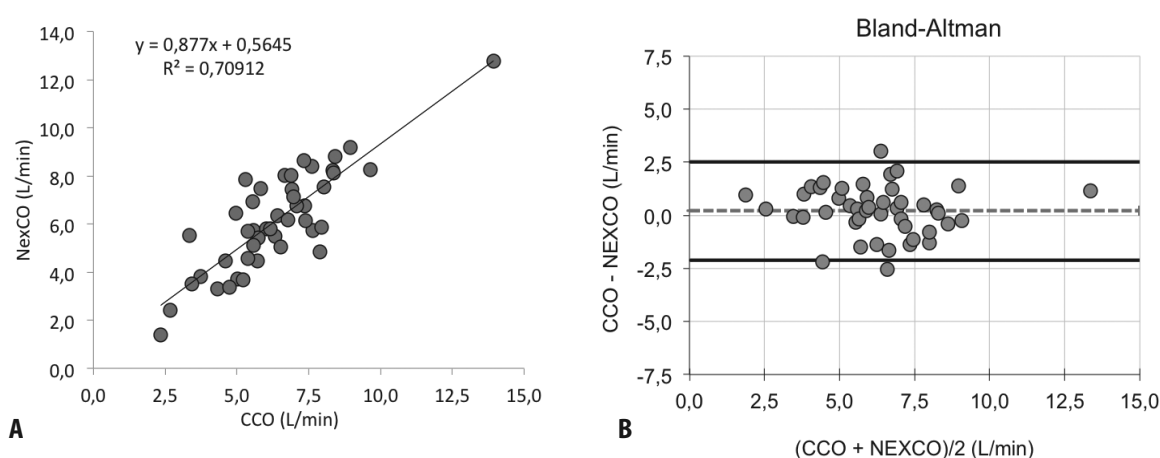 14,0
12,0
10,0
8,0
6,0
4,0
2,0
0,0
NexCO (L/min)
y = 0,877x + 0,5645
R² = 0,70912
0,0 2,5 5,0 7,5 10,0 12,5 15,0
CCO (L/min)
A
Bland-Altman
7,5
5,0
2,5
0,0
-2,5
-5,0
-7,5
CCO - NEXCO (L/min)
0,0 2,5 5,0 7,5 10,0 12,5 15,0
(CCO + NEXCO)/2 (L/min)
B